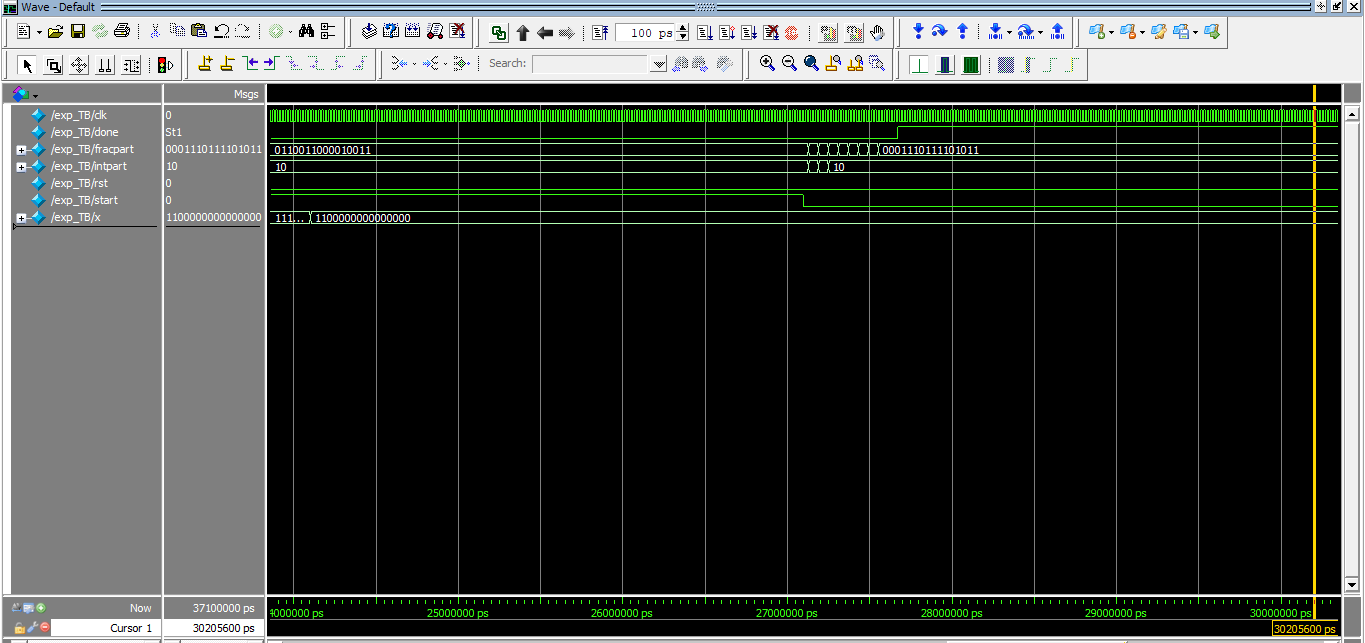 Wave - Default
100 ps
Search:
Msgs
/exp_TB/clk 0
/exp_TB/done St1
/exp_TB/fracpart 0001110111101011 0110011000010011 0001110111101011
/exp_TB/intpart 10 10 10
/exp_TB/rst 0
/exp_TB/start 0
/exp_TB/x 1100000000000000 111... 1100000000000000
Now 37100000 ps 4000000 ps 25000000 ps 26000000 ps 27000000 ps 28000000 ps 29000000 ps 30000000 ps
Cursor 1 30205600 ps 30205600 ps